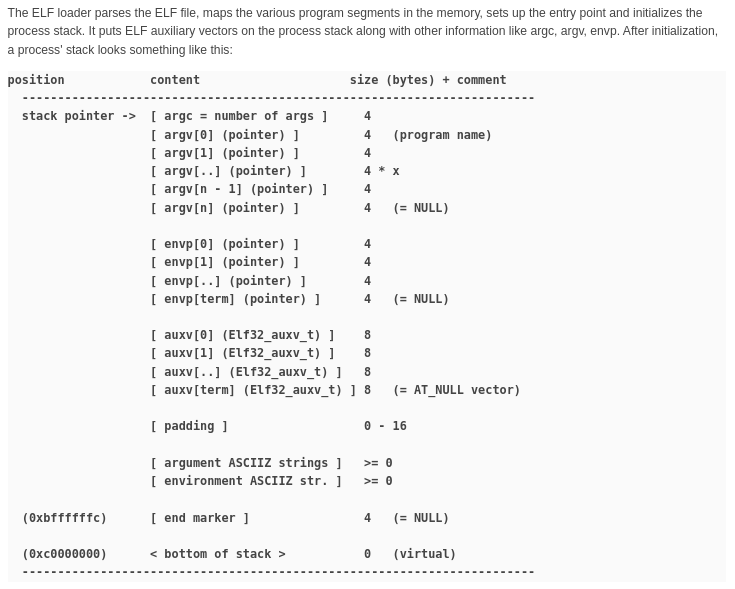 The ELF loader parses the ELF file, maps the various program segments in the memory, sets up the entry point and initializes the
process stack. It puts ELF auxiliary vectors on the process stack along with other information like argc, argv, envp. After initialization,
a process' stack looks something like this:
position            content                     size (bytes) + comment
  ------------------------------------------------------------------------
  stack pointer ->  [ argc = number of args ]     4
                    [ argv[0] (pointer) ]         4   (program name)
                    [ argv[1] (pointer) ]         4
                    [ argv[..] (pointer) ]        4 * x
                    [ argv[n - 1] (pointer) ]     4
                    [ argv[n] (pointer) ]         4   (= NULL)

                    [ envp[0] (pointer) ]         4
                    [ envp[1] (pointer) ]         4
                    [ envp[..] (pointer) ]        4
                    [ envp[term] (pointer) ]      4   (= NULL)

                    [ auxv[0] (Elf32_auxv_t) ]    8
                    [ auxv[1] (Elf32_auxv_t) ]    8
                    [ auxv[..] (Elf32_auxv_t) ]   8
                    [ auxv[term] (Elf32_auxv_t) ] 8   (= AT_NULL vector)

                    [ padding ]                   0 - 16

                    [ argument ASCIIZ strings ]   >= 0
                    [ environment ASCIIZ str. ]   >= 0

  (0xbffffffc)      [ end marker ]                4   (= NULL)

  (0xc0000000)      < bottom of stack >           0   (virtual)
  ------------------------------------------------------------------------